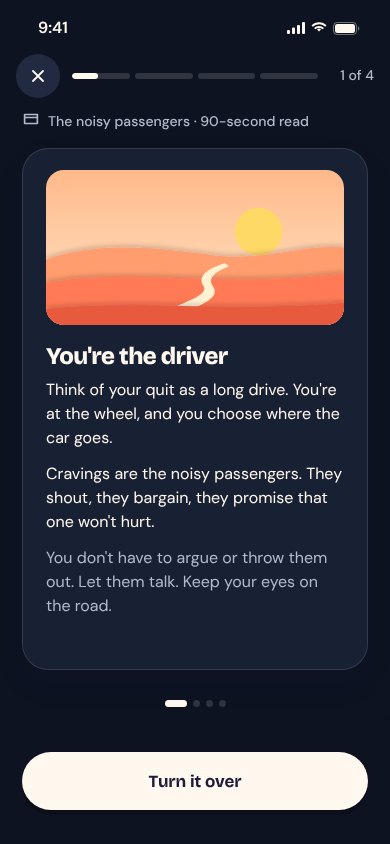 9:41
1 of 4
The noisy passengers · 90-second read
You're the driver
Think of your quit as a long drive. You're
at the wheel, and you choose where the
car goes.
Cravings are the noisy passengers. They
shout, they bargain, they promise that
one won't hurt.
You don't have to argue or throw them
out. Let them talk. Keep your eyes on
the road.
Turn it over